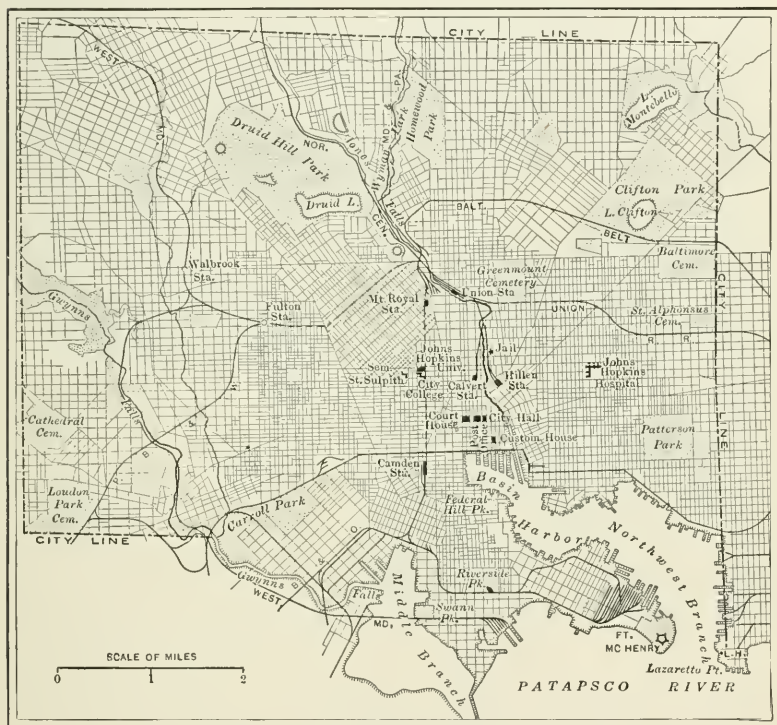 CITY LINE
WEST
MD.
PA.
MD. &
NOR.
CEN.
Jones
Falls
Wyman Park
Homewood
Park
L.
Montebello
Druid Hill Park
Druid L.
Clifton Park
L. Clifton
BALT.
BELT
Baltimore
Cem.
Walbrook
Sta.
Greenmount
Cemetery
Union Sta
Gwynns
Falls
Fulton
Sta.
Mt Royal
Sta.
UNION
R. R.
St. Alphonsus
Cem.
CITY
LINE
Johns
Hopkins
Univ.
Jail
Sem.
St. Sulpith
City
College
Calvert
Sta.
Hillen
Sta.
Johns
Hopkins
Hospital
Cathedral
Cem.
Court
House
Post
Office
City Hall
Custom House
Patterson
Park
Camden
Sta.
Loudon
Park
Cem.
Carroll Park
Basin
Federal
Hill Pk.
Harbor
Northwest Branch
CITY LINE
B. & O
Gwynns
Falls
WEST
MD.
Middle
Branch
Riverside
Pk.
Swann
Pk.
FT.
MC HENRY
L.H.
Lazaretto Pt.
SCALE OF MILES
0 1 2
PATAPSCO RIVER